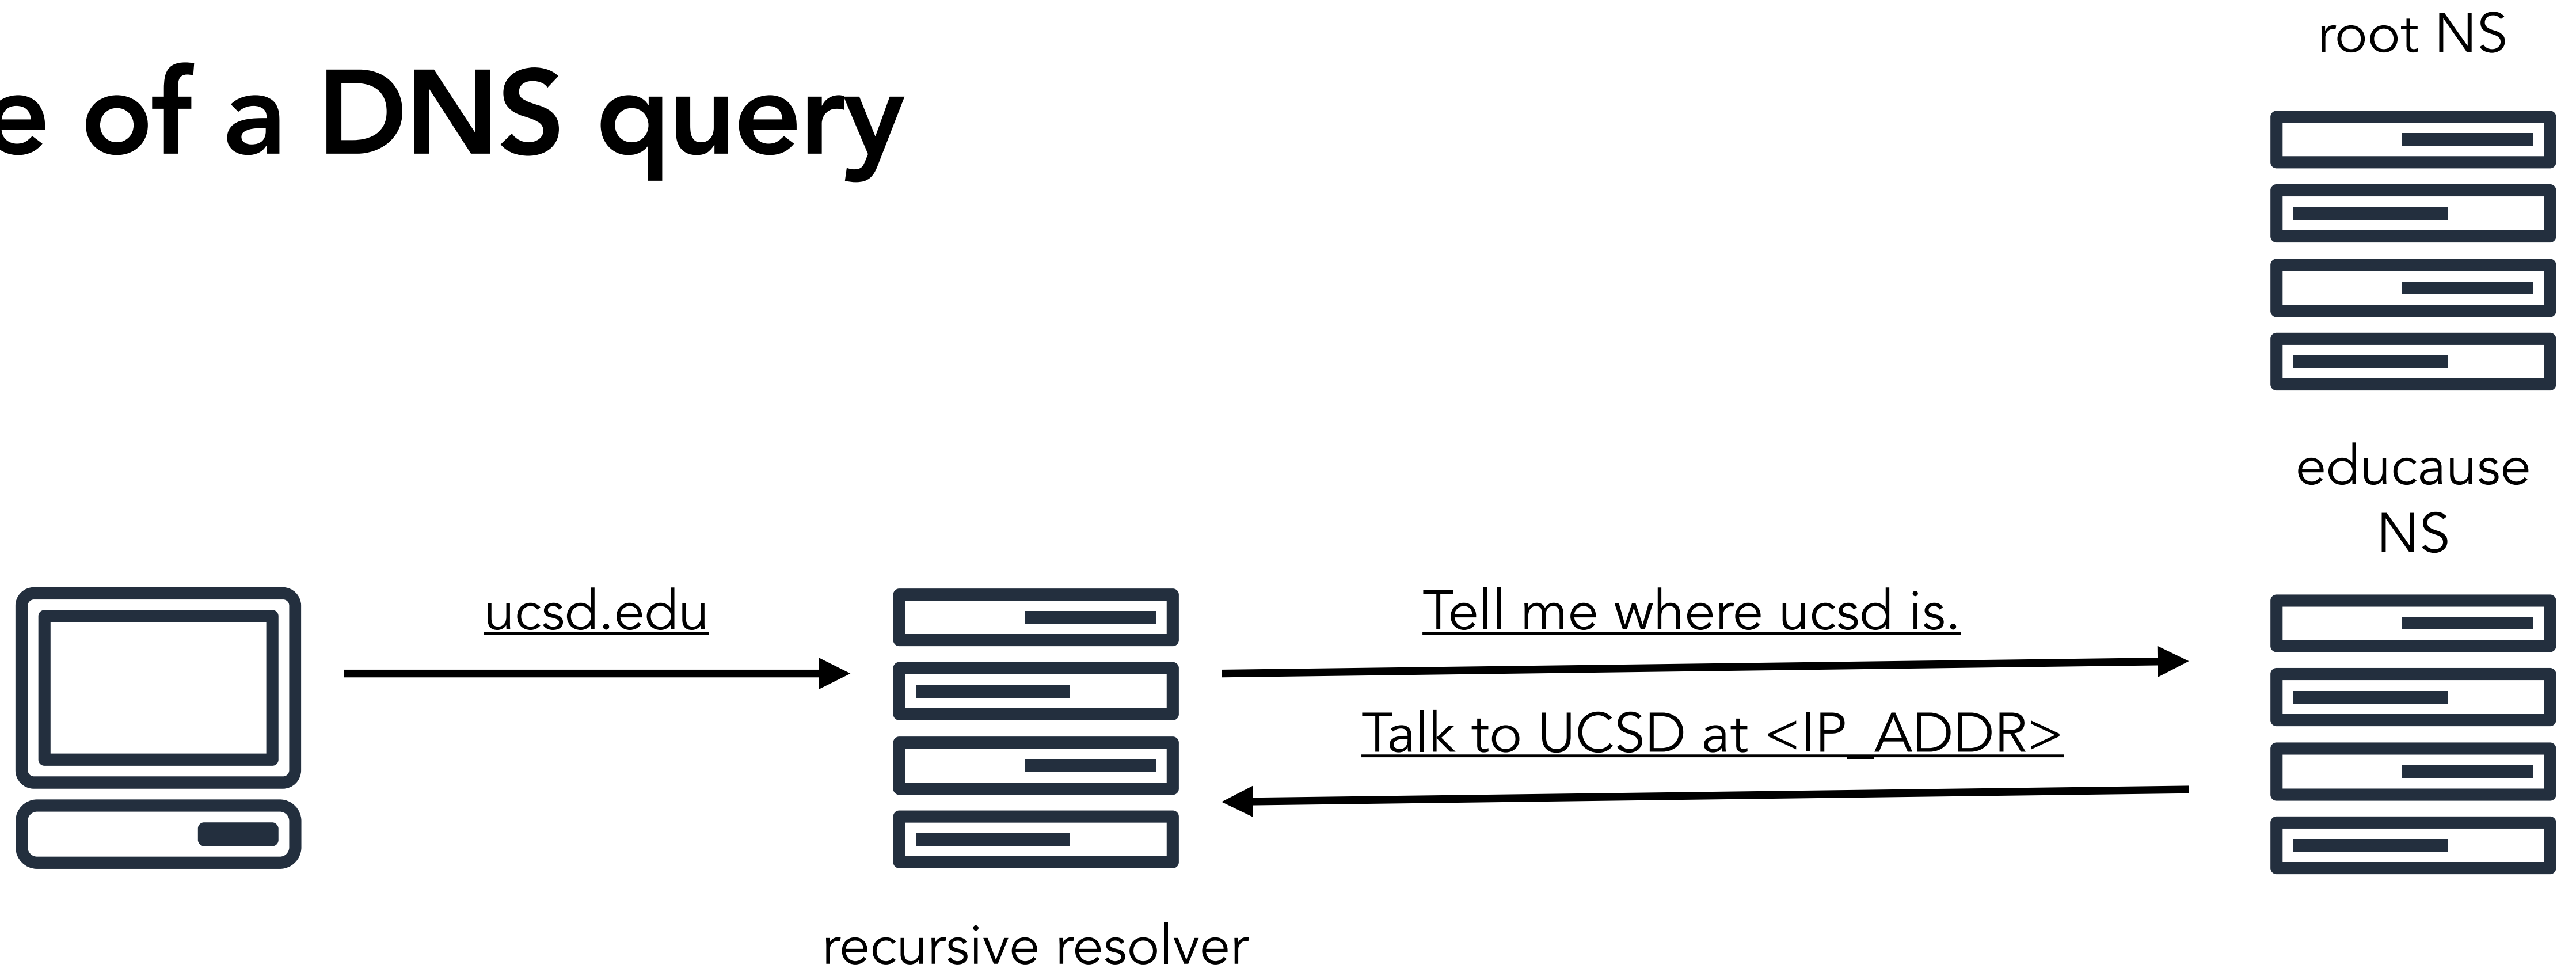 e of a DNS query
root NS
educause
NS
ucsd.edu
Tell me where ucsd is.
Talk to UCSD at <IP_ADDR>
recursive resolver